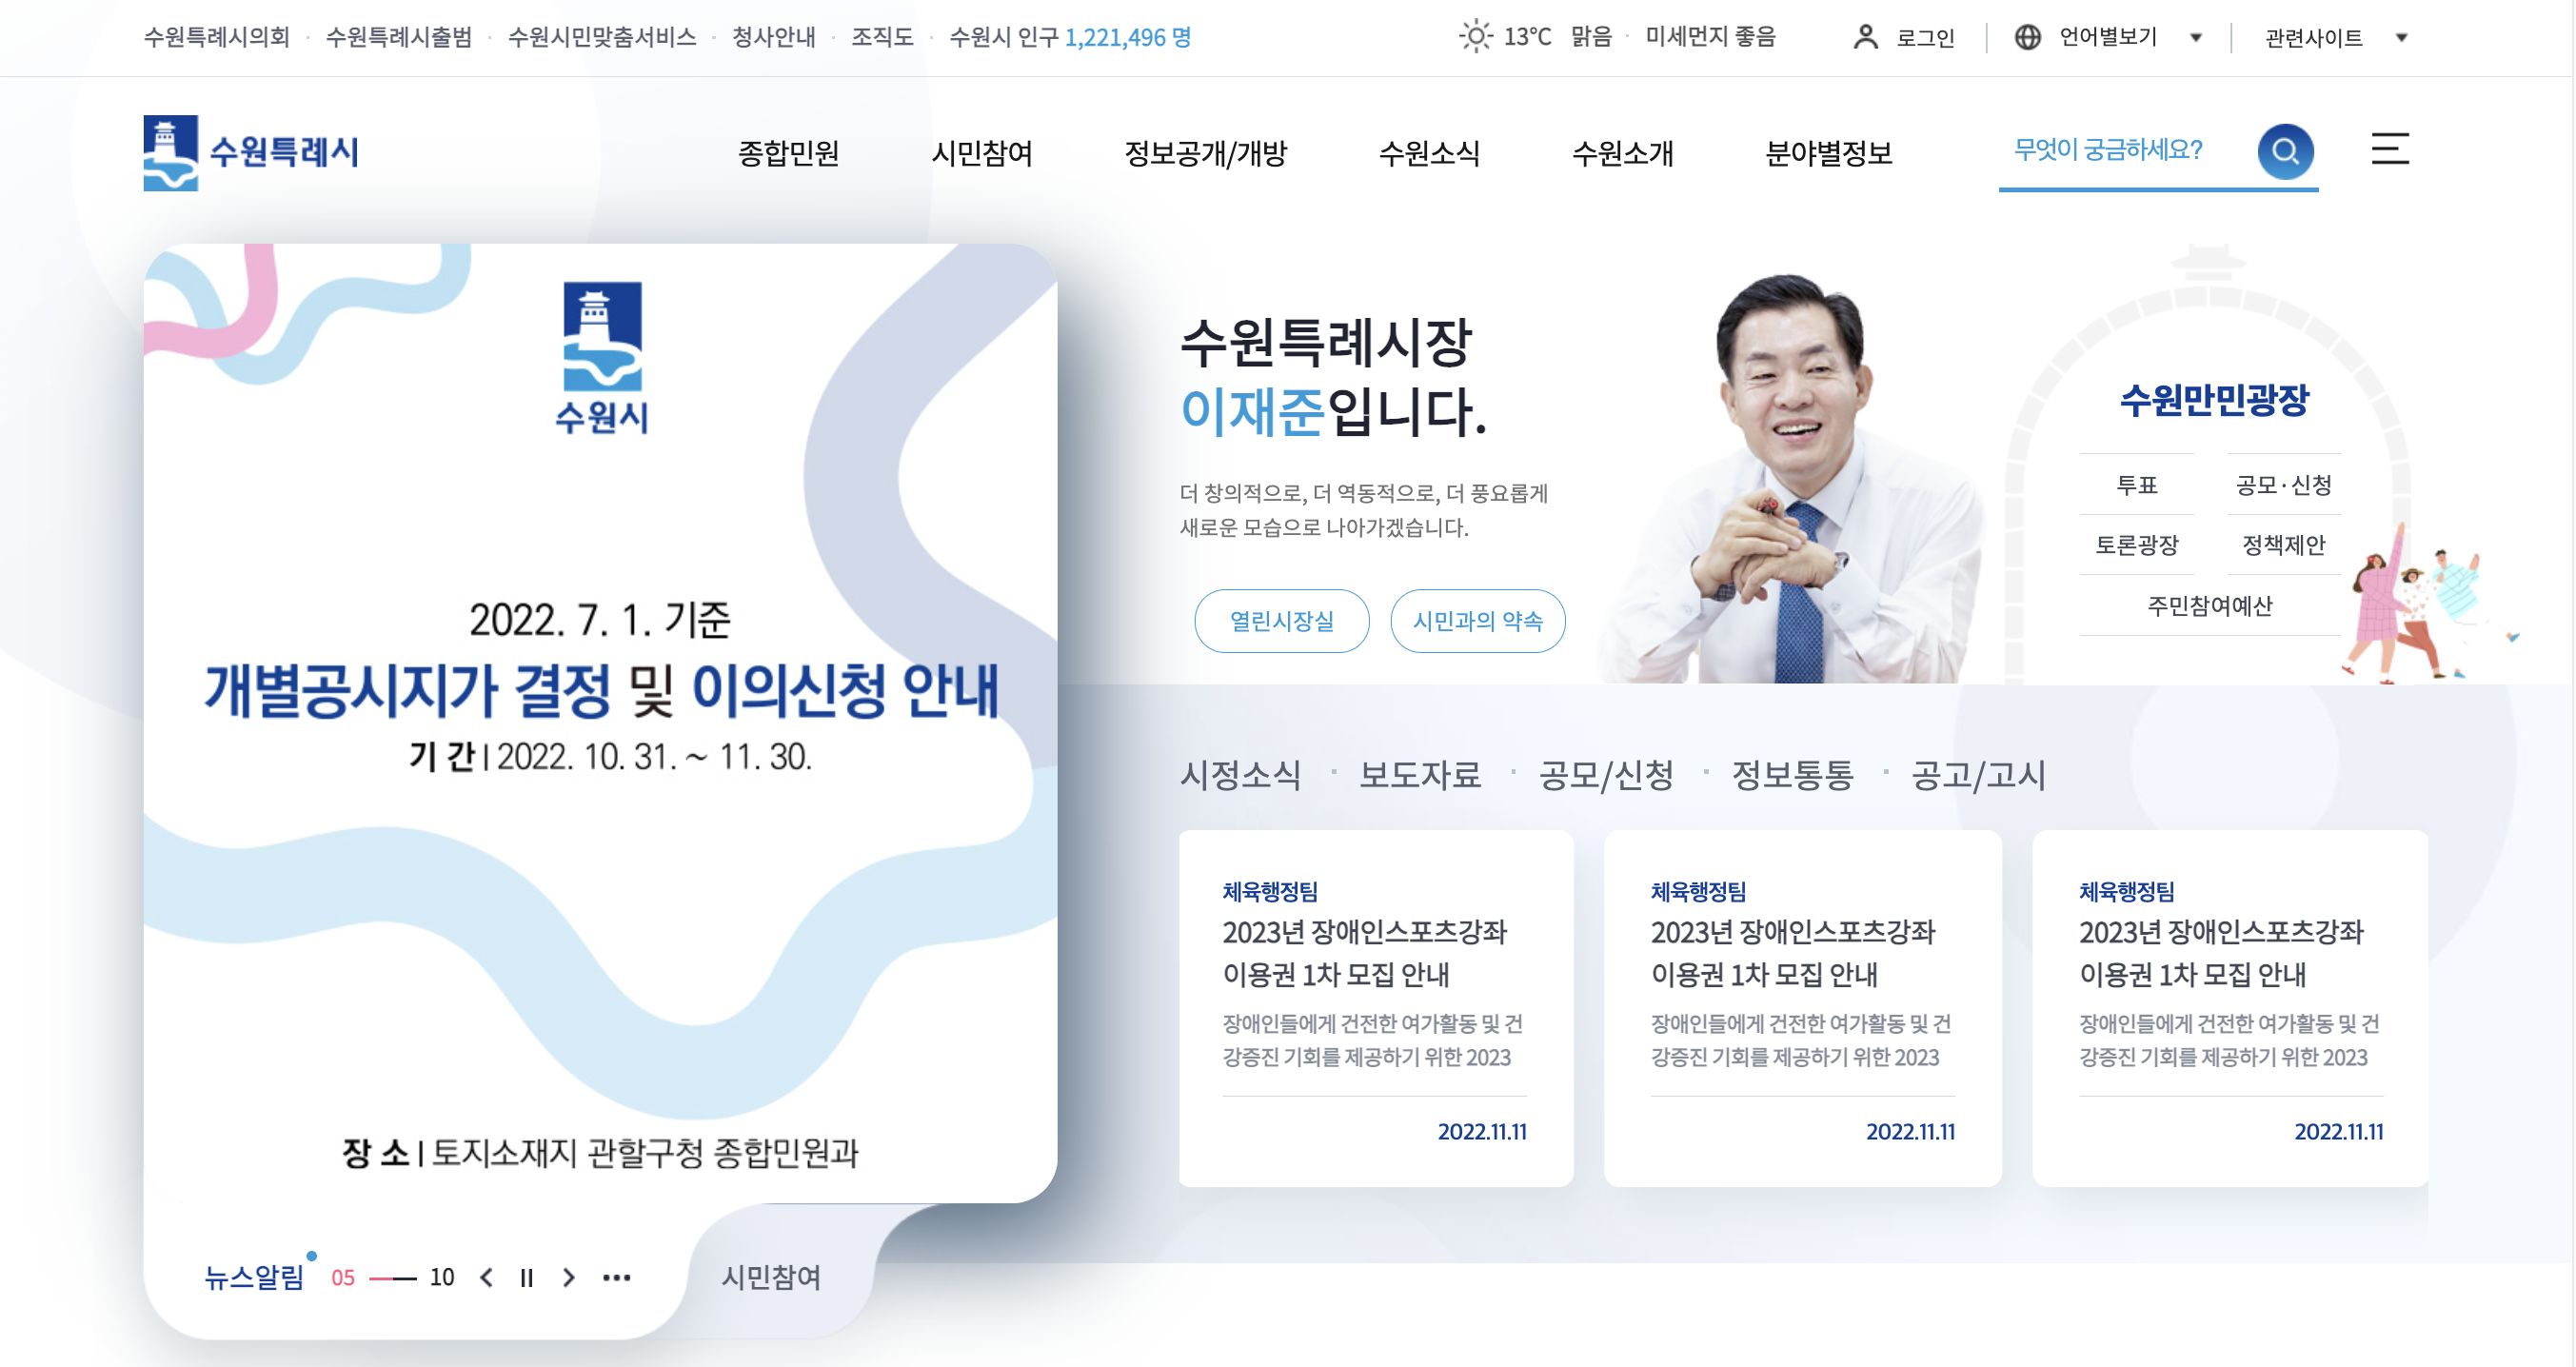 수원특례시의회 · 수원특례시출범 · 수원시민맞춤서비스 · 청사안내 · 조직도 · 수원시 인구 1,221,496 명
13℃ 맑음 · 미세먼지 좋음
로그인
언어별보기
관련사이트
수원특례시
종합민원
시민참여
정보공개/개방
수원소식
수원소개
분야별정보
무엇이 궁금하세요?
수원시
2022. 7. 1. 기준
개별공시지가 결정 및 이의신청 안내
기 간 | 2022. 10. 31. ~ 11. 30.
장 소 | 토지소재지 관할구청 종합민원과
뉴스알림 05 10
시민참여
수원특례시장
이재준입니다.
더 창의적으로, 더 역동적으로, 더 풍요롭게
새로운 모습으로 나아가겠습니다.
열린시장실
시민과의 약속
수원만민광장
투표
공모·신청
토론광장
정책제안
주민참여예산
시정소식 · 보도자료 · 공모/신청 · 정보통통 · 공고/고시
체육행정팀
2023년 장애인스포츠강좌
이용권 1차 모집 안내
장애인들에게 건전한 여가활동 및 건
강증진 기회를 제공하기 위한 2023
2022.11.11
체육행정팀
2023년 장애인스포츠강좌
이용권 1차 모집 안내
장애인들에게 건전한 여가활동 및 건
강증진 기회를 제공하기 위한 2023
2022.11.11
체육행정팀
2023년 장애인스포츠강좌
이용권 1차 모집 안내
장애인들에게 건전한 여가활동 및 건
강증진 기회를 제공하기 위한 2023
2022.11.11